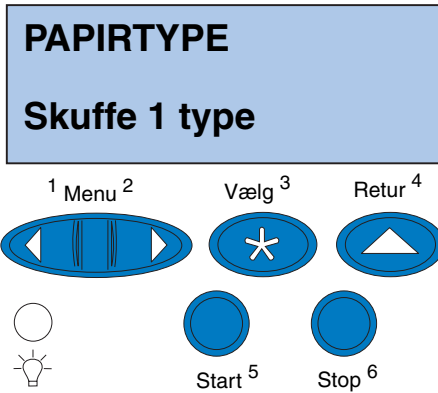 PAPIRTYPE
Skuffe 1 type
1 Menu 2 Vælg 3 Retur 4
Start 5 Stop 6